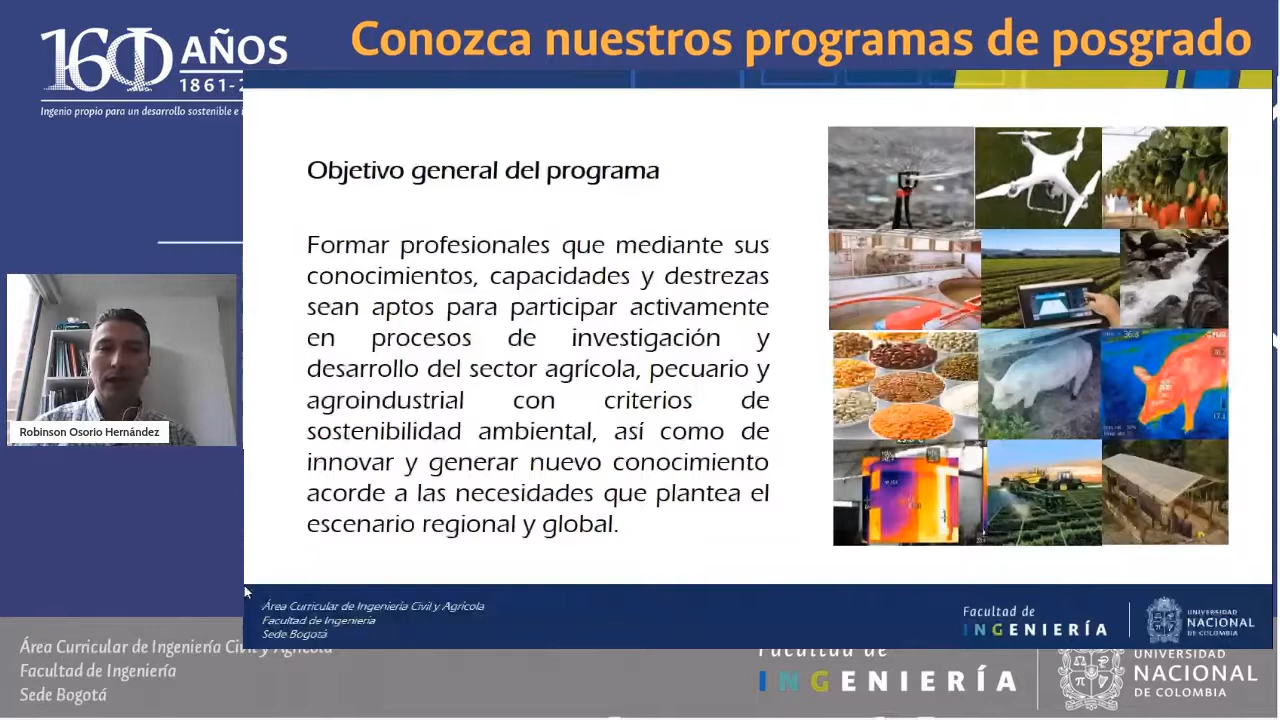 Conozca nuestros programas de posgrado
160 AÑOS
1861-2
Ingenio propio para un desarrollo sostenible e i
Objetivo general del programa
Formar profesionales que mediante sus
conocimientos, capacidades y destrezas
sean aptos para participar activamente
en procesos de investigación y
desarrollo del sector agrícola, pecuario y
agroindustrial con criterios de
sostenibilidad ambiental, así como de
innovar y generar nuevo conocimiento
acorde a las necesidades que plantea el
escenario regional y global.
Robinson Osorio Hernández
Área Curricular de Ingeniería Civil y Agrícola
Facultad de Ingeniería
Sede Bogotá
Facultad de
INGENIERÍA
UNIVERSIDAD
NACIONAL
DE COLOMBIA
Área Curricular de Ingeniería Civil y Agrícola
Facultad de Ingeniería
Sede Bogotá
Facultad de
INGENIERÍA
UNIVERSIDAD
NACIONAL
DE COLOMBIA